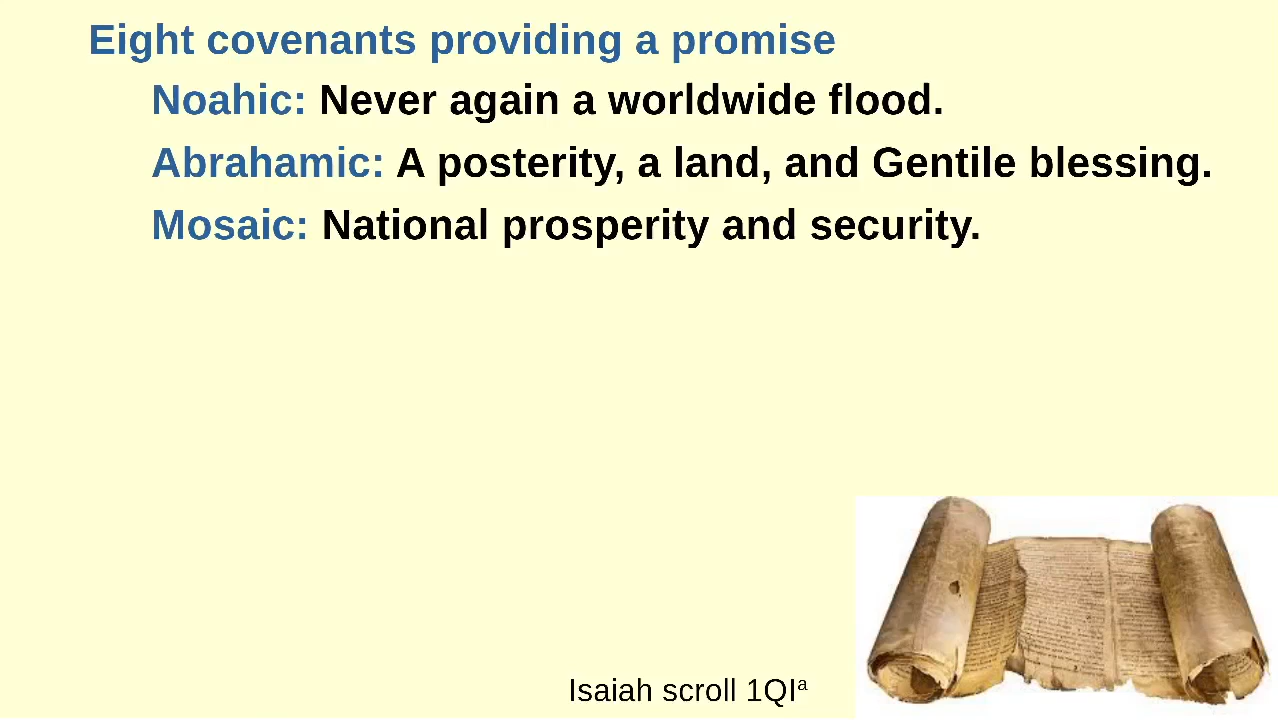 Eight covenants providing a promise
Noahic: Never again a worldwide flood.
Abrahamic: A posterity, a land, and Gentile blessing.
Mosaic: National prosperity and security.
Isaiah scroll 1QIᵃ